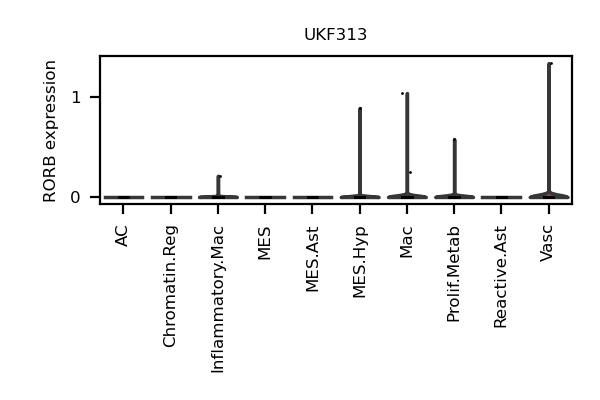 UKF313
RORB expression
1
0
AC
Chromatin.Reg
Inflammatory.Mac
MES
MES.Ast
MES.Hyp
Mac
Prolif.Metab
Reactive.Ast
Vasc